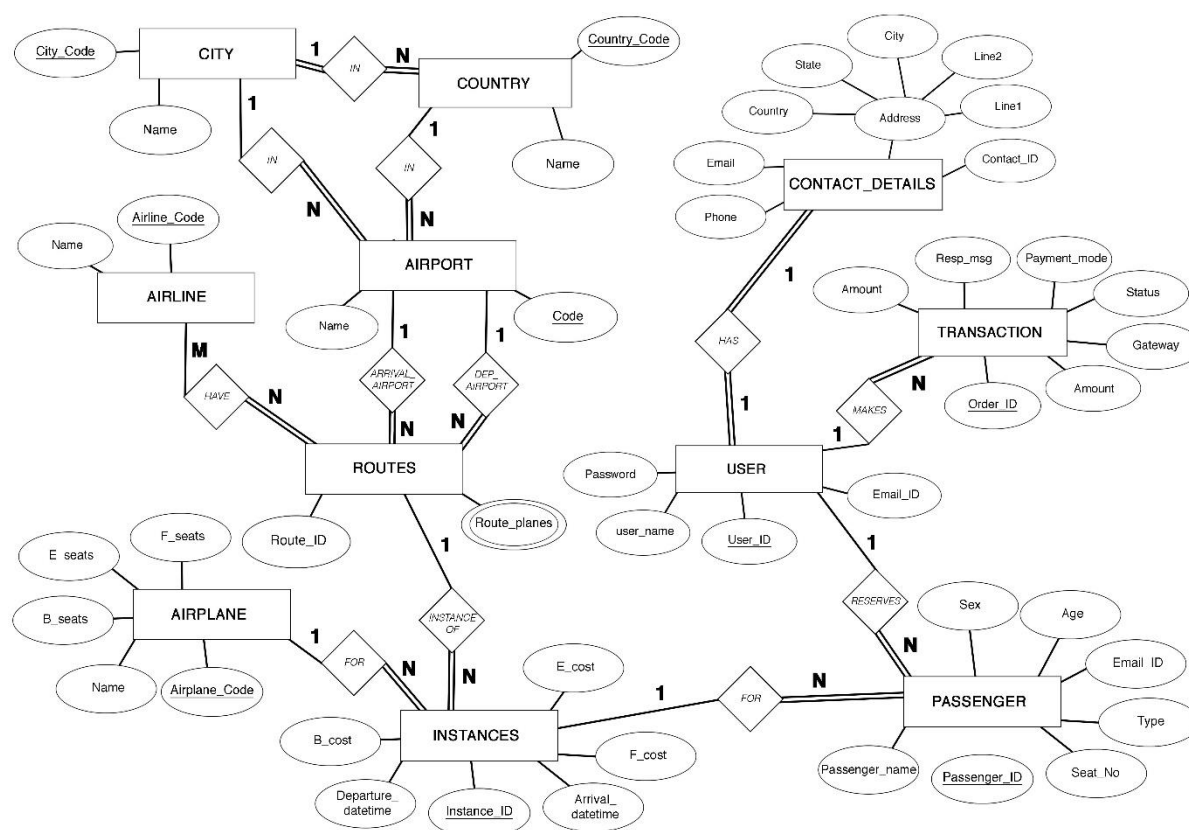 City_Code
CITY
1
IN
N
Country_Code
COUNTRY
Name
Name
1
IN
N
1
IN
N
City
State
Line2
Country
Address
Line1
Email
Contact_ID
CONTACT_DETAILS
Phone
1
HAS
1
Airline_Code
Name
AIRLINE
AIRPORT
Name
Code
M
HAVE
N
1
ARRIVAL_
AIRPORT
N
1
DEP_
AIRPORT
N
Resp_msg
Payment_mode
Amount
Status
TRANSACTION
Gateway
Order_ID
Amount
N
MAKES
1
ROUTES
Route_ID
Route_planes
Password
USER
Email_ID
user_name
User_ID
1
INSTANCE
OF
N
1
RESERVES
N
F_seats
E_seats
AIRPLANE
B_seats
Name
Airplane_Code
1
FOR
N
Sex
Age
Email_ID
PASSENGER
Type
Passenger_name
Passenger_ID
Seat_No
1
FOR
N
E_cost
INSTANCES
B_cost
F_cost
Departure_
datetime
Instance_ID
Arrival_
datetime